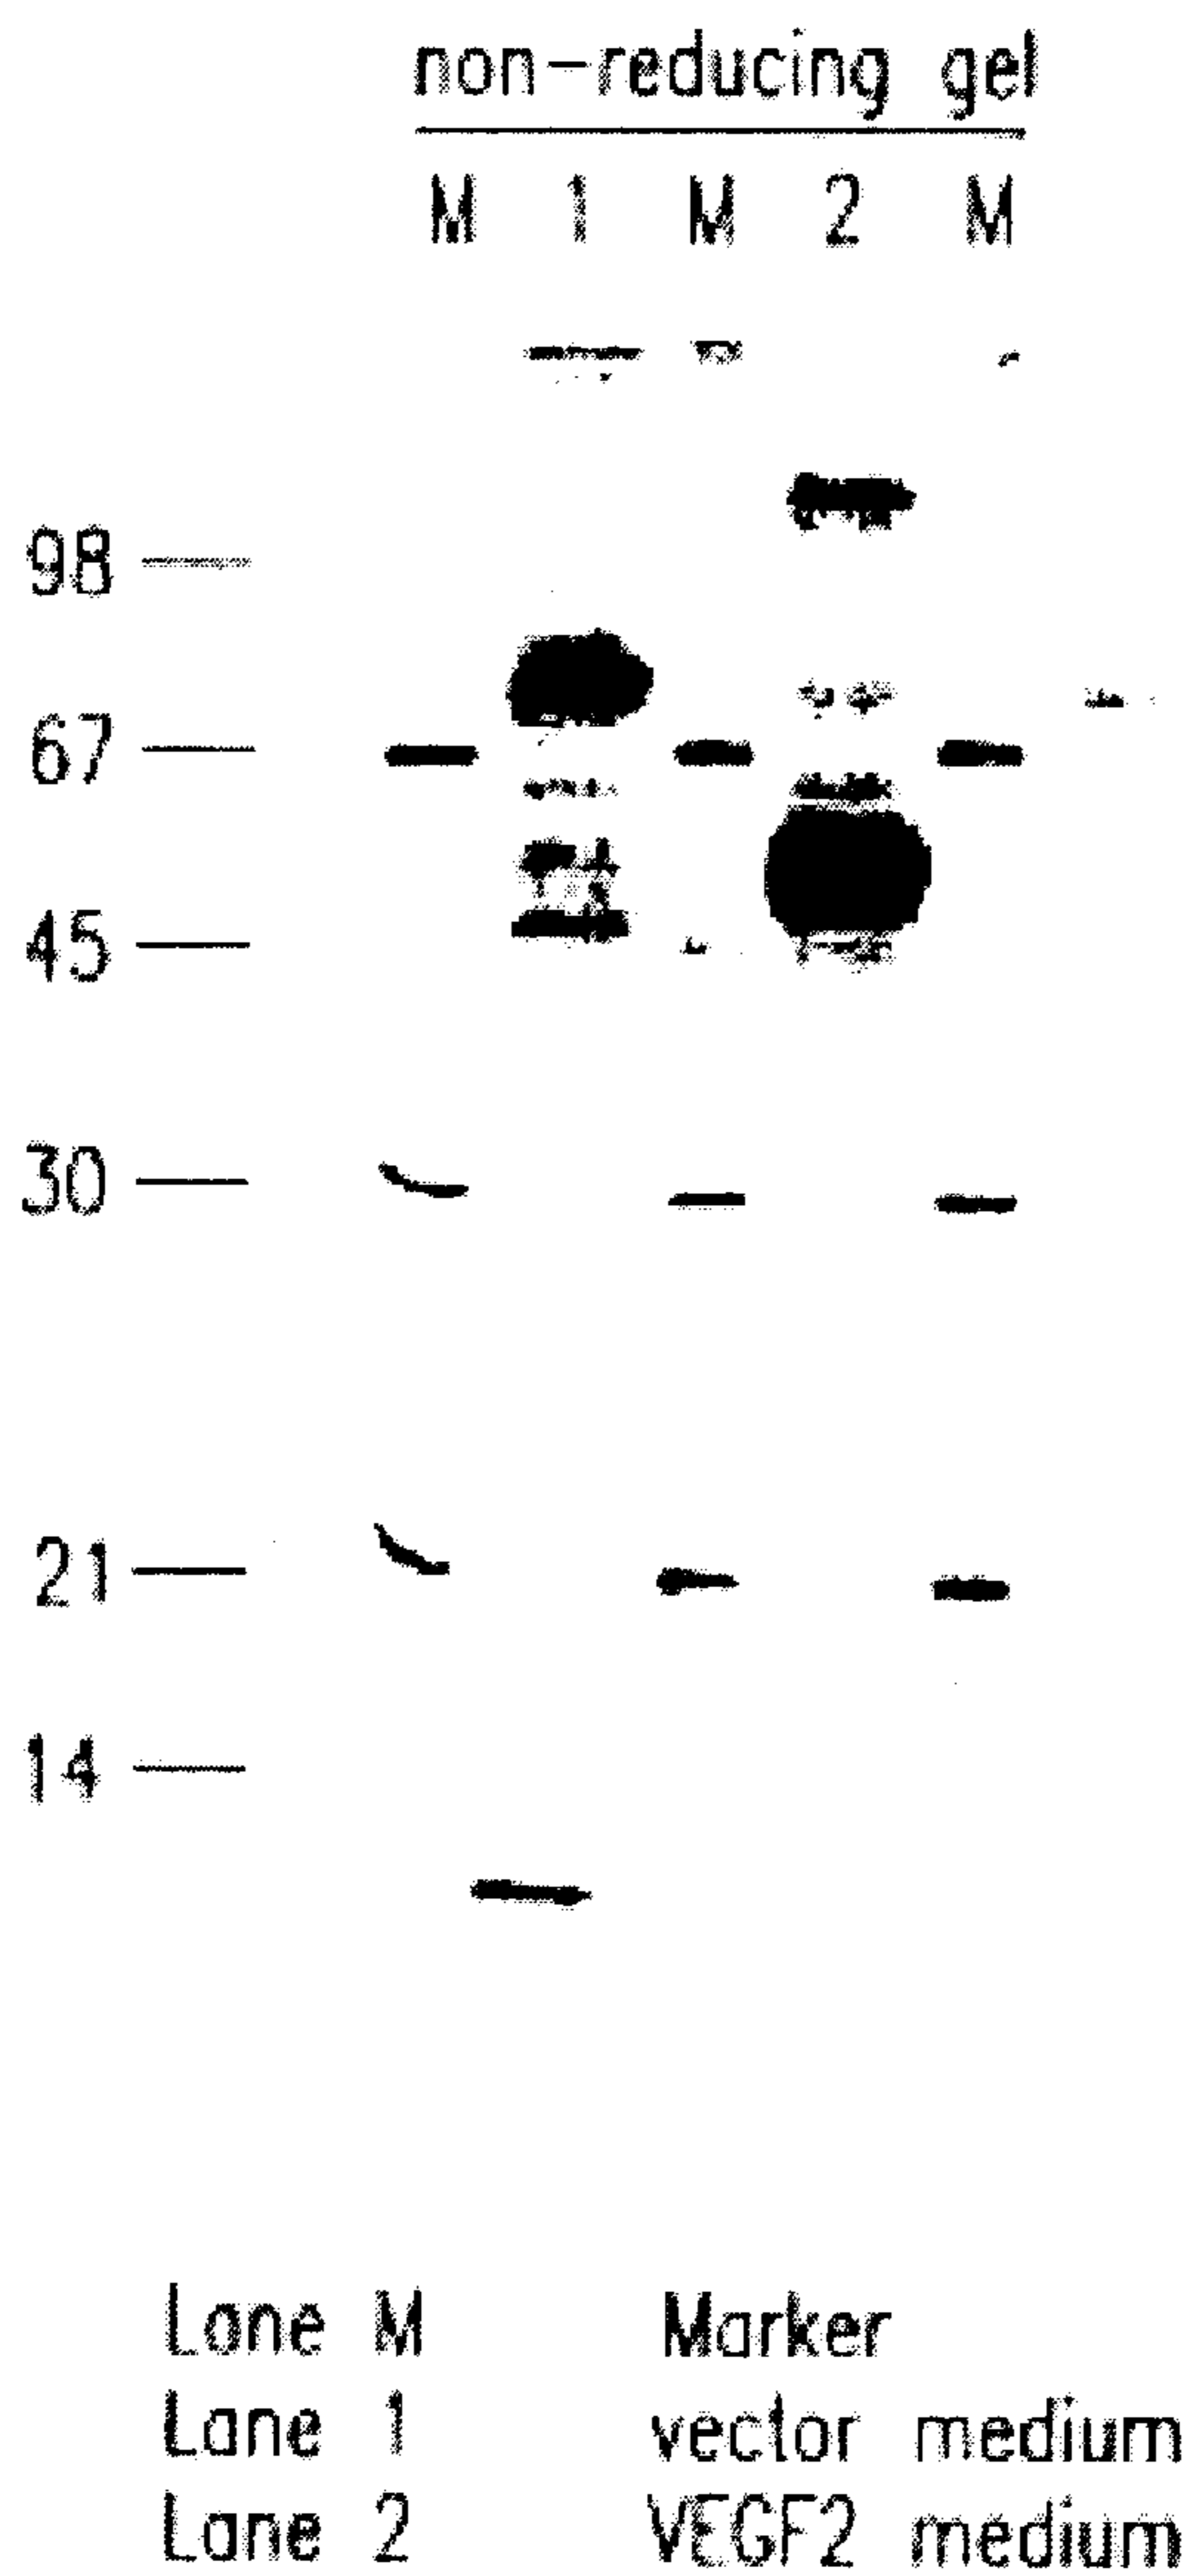 non-reducing gel
M 1 M 2 M
98
67
45
30
21
14
Lane M Marker
Lane 1 vector medium
Lane 2 VEGF2 medium